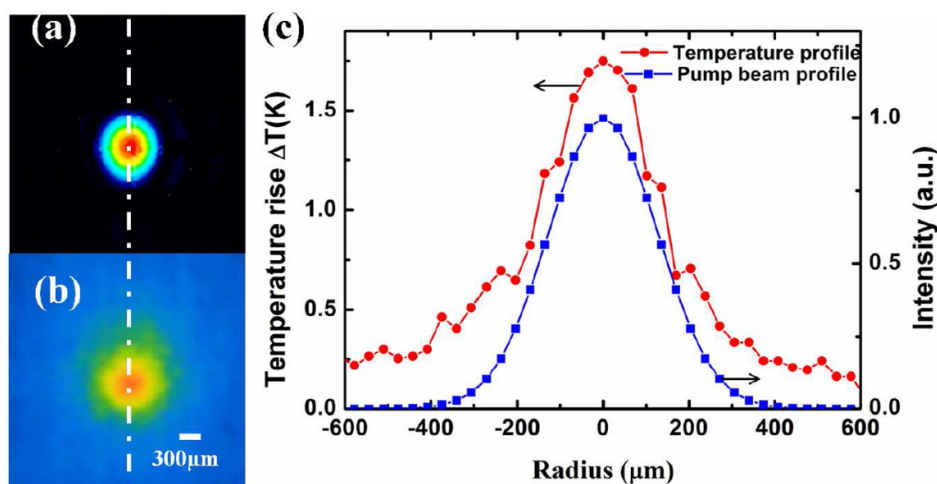 (a)
(b)
300μm
(c)
Temperature profile
Pump beam profile
Temperature rise ΔT(K)
1.5
1.0
0.5
0.0
Intensity (a.u.)
1.0
0.5
0.0
-600
-400
-200
0
200
400
600
Radius (μm)